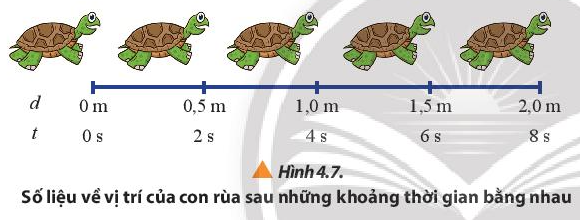 d 0 m 0,5 m 1,0 m 1,5 m 2,0 m
t 0 s 2 s 4 s 6 s 8 s
Hình 4.7.
Số liệu về vị trí của con rùa sau những khoảng thời gian bằng nhau